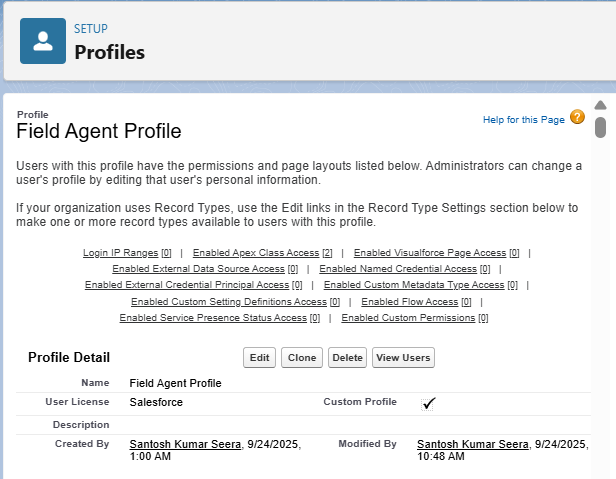 SETUP
Profiles
Profile
Field Agent Profile
Help for this Page ?
Users with this profile have the permissions and page layouts listed below. Administrators can change a
user's profile by editing that user's personal information.
If your organization uses Record Types, use the Edit links in the Record Type Settings section below to
make one or more record types available to users with this profile.
Login IP Ranges [0] | Enabled Apex Class Access [2] | Enabled Visualforce Page Access [0] |
Enabled External Data Source Access [0] | Enabled Named Credential Access [0] |
Enabled External Credential Principal Access [0] | Enabled Custom Metadata Type Access [0] |
Enabled Custom Setting Definitions Access [0] | Enabled Flow Access [0] |
Enabled Service Presence Status Access [0] | Enabled Custom Permissions [0]
Profile Detail Edit Clone Delete View Users
Name Field Agent Profile
User License Salesforce Custom Profile ✓
Description
Created By Santosh Kumar Seera, 9/24/2025, Modified By Santosh Kumar Seera, 9/24/2025,
1:00 AM 10:48 AM